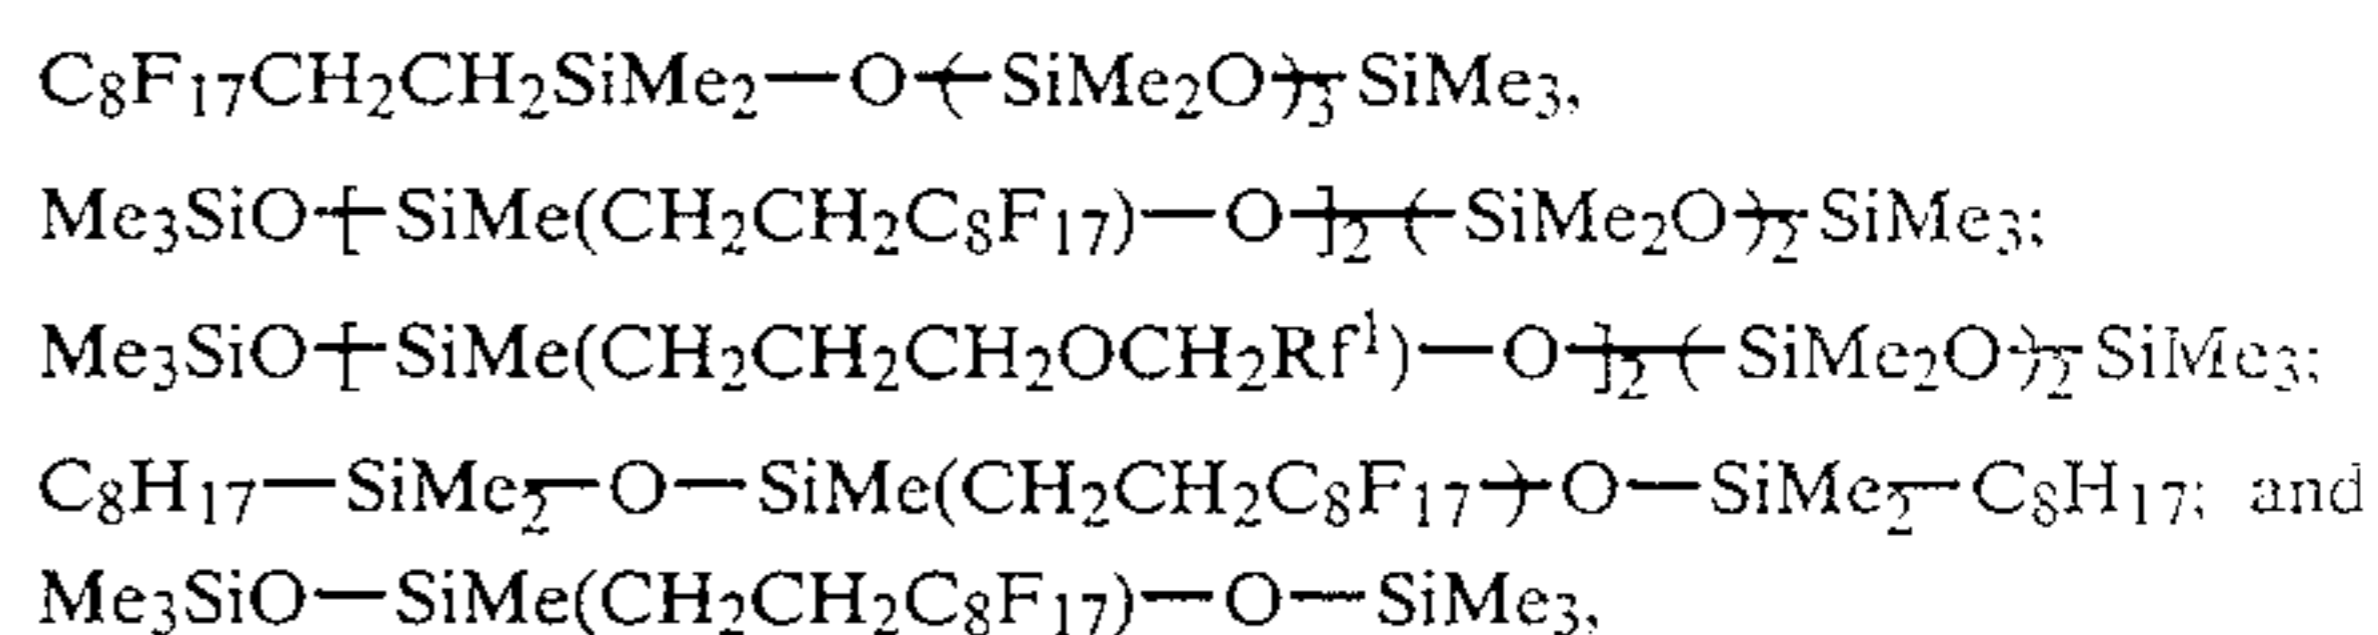 C₈F₁₇CH₂CH₂SiMe₂—O—(SiMe₂O)₃—SiMe₃,
Me₃SiO—[SiMe(CH₂CH₂C₈F₁₇)—O]₂—(SiMe₂O)₂—SiMe₃;
Me₃SiO—[SiMe(CH₂CH₂CH₂OCH₂Rf¹)—O]₂—(SiMe₂O)₂—SiMe₃;
C₈H₁₇—SiMe₂—O—SiMe(CH₂CH₂C₈F₁₇)—O—SiMe₂—C₈H₁₇; and
Me₃SiO—SiMe(CH₂CH₂C₈F₁₇)—O—SiMe₃,